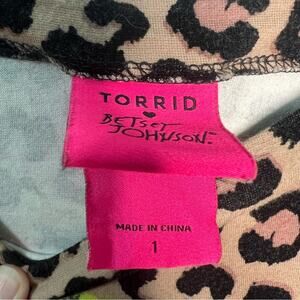 TORRID
BETSEY
JOHNSON
MADE IN CHINA
1